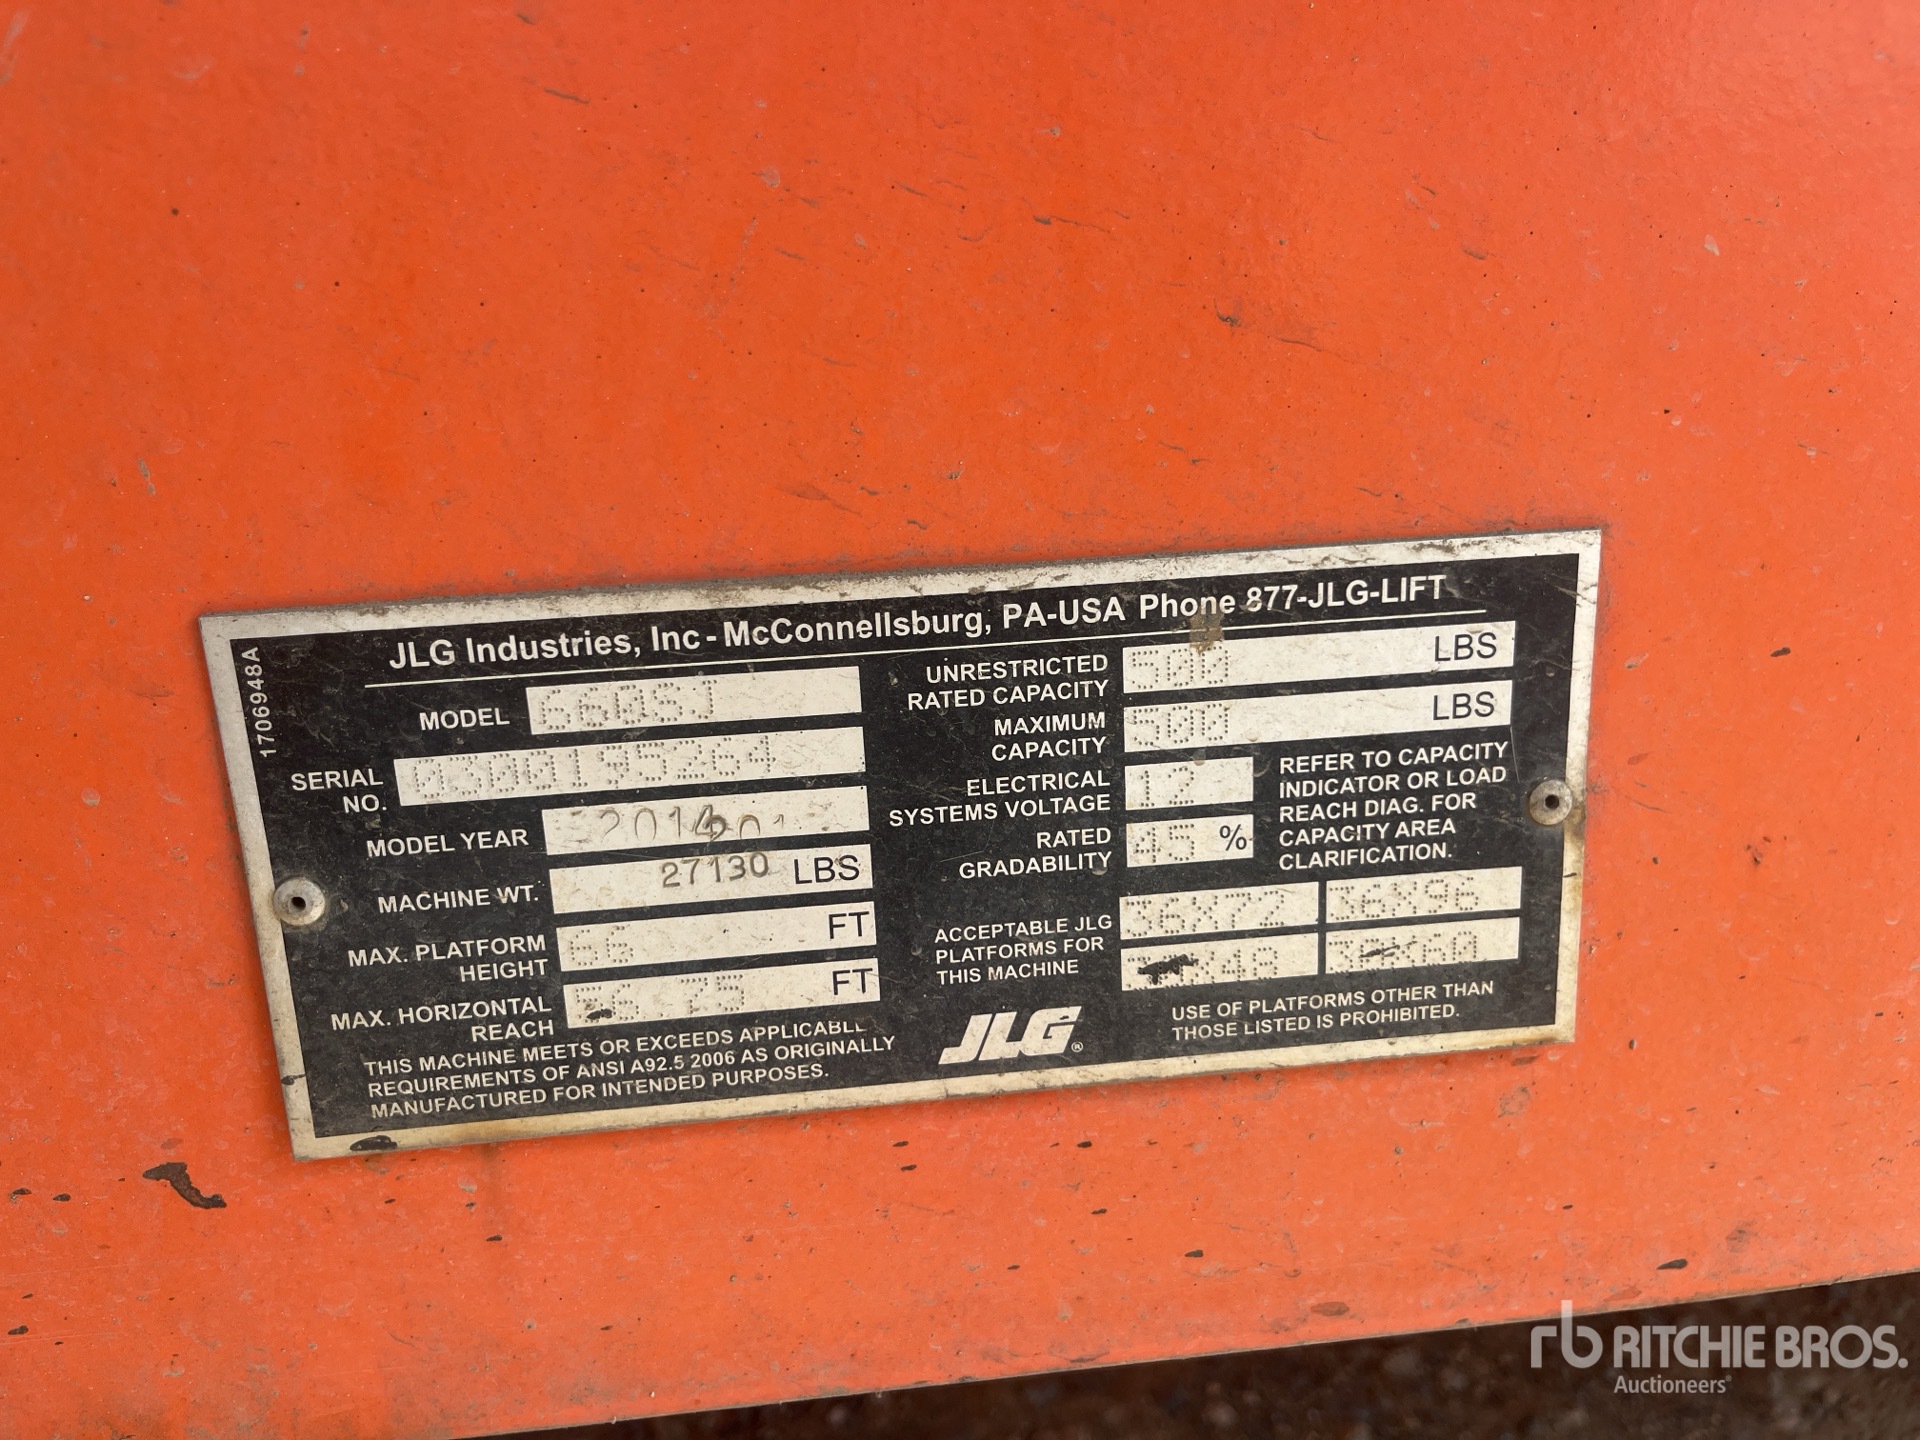 1706948A
JLG Industries, Inc - McConnellsburg, PA-USA Phone 877-JLG-LIFT
MODEL 660SJ
SERIAL NO. 0300195264
MODEL YEAR 2014
MACHINE WT. 27130 LBS
MAX. PLATFORM HEIGHT 66 FT
MAX. HORIZONTAL REACH 56.75 FT
THIS MACHINE MEETS OR EXCEEDS APPLICABLE
REQUIREMENTS OF ANSI A92.5 2006 AS ORIGINALLY
MANUFACTURED FOR INTENDED PURPOSES.
UNRESTRICTED RATED CAPACITY 500 LBS
MAXIMUM CAPACITY 500 LBS
ELECTRICAL SYSTEMS VOLTAGE 12
RATED GRADABILITY 45 %
REFER TO CAPACITY
INDICATOR OR LOAD
REACH DIAG. FOR
CAPACITY AREA
CLARIFICATION.
ACCEPTABLE JLG
PLATFORMS FOR
THIS MACHINE
36X72 36X96
JLG®
USE OF PLATFORMS OTHER THAN
THOSE LISTED IS PROHIBITED.
rb RITCHIE BROS.
Auctioneers